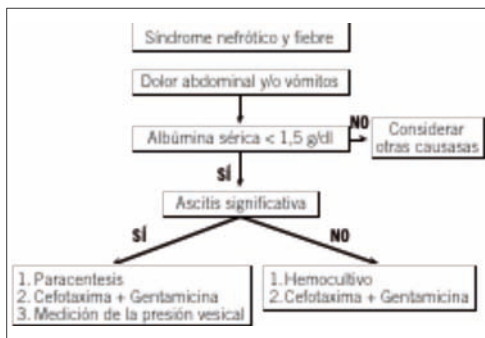 Síndrome nefrótico y fiebre
Dolor abdominal y/o vómitos
Albúmina sérica < 1,5 g/dl
NO
Considerar
otras causasas
SÍ
Ascitis significativa
SÍ
NO
1. Paracentesis
2. Cefotaxima + Gentamicina
3. Medición de la presión vesical
1. Hemocultivo
2. Cefotaxima + Gentamicina